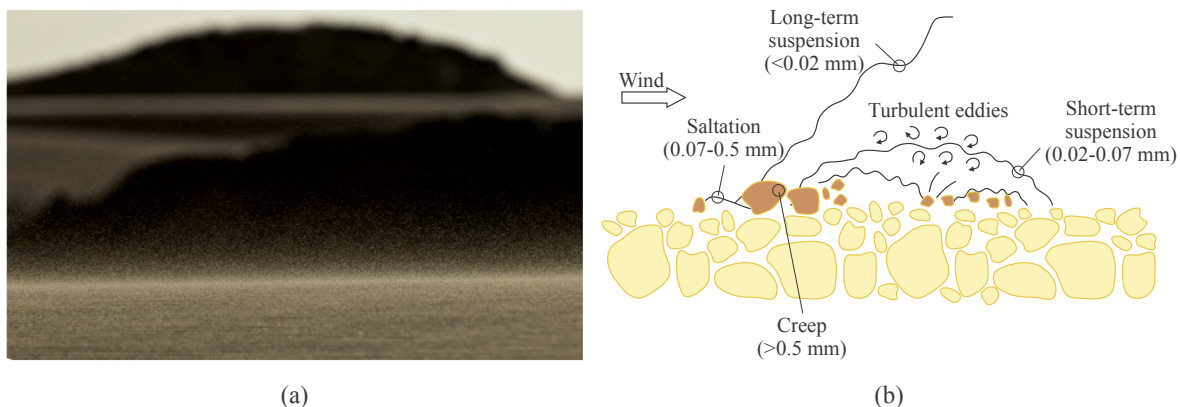 Long-term
suspension
(<0.02 mm)
Wind
Turbulent eddies
Short-term
suspension
(0.02-0.07 mm)
Saltation
(0.07-0.5 mm)
Creep
(>0.5 mm)
(a)
(b)